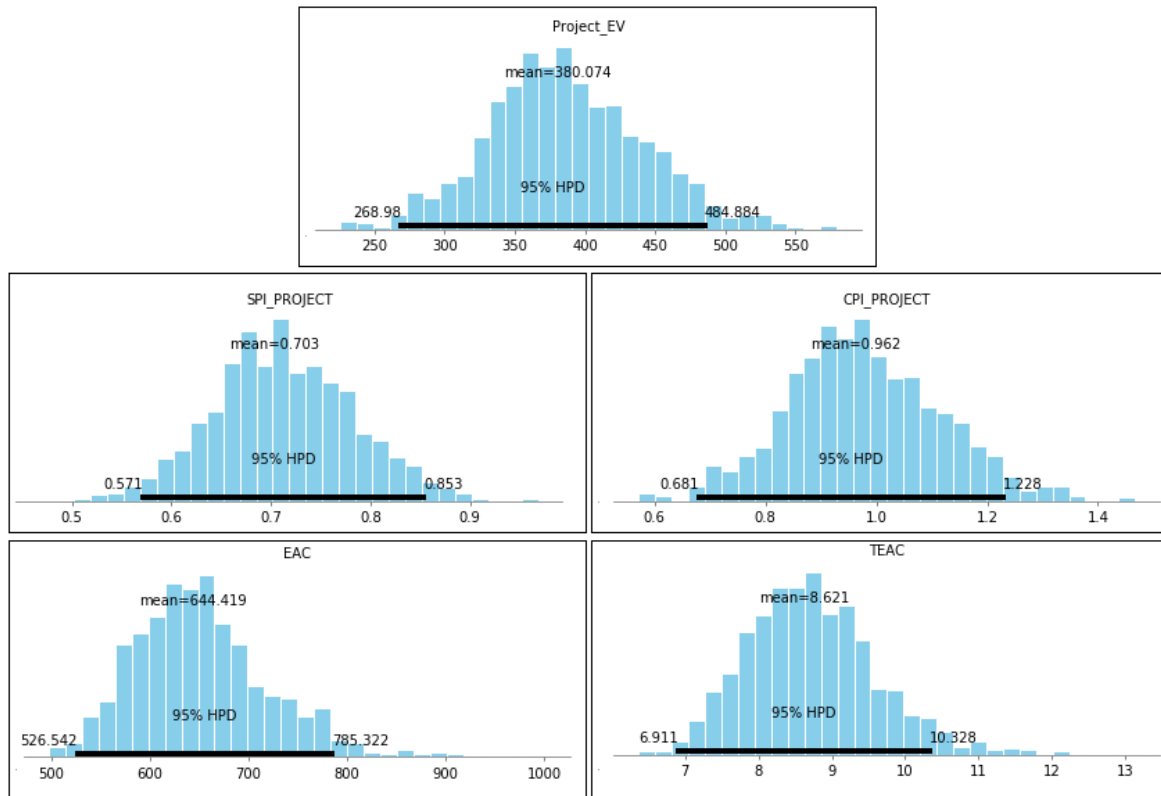 Project_EV
mean=380.074
95% HPD
268.98 484.884
250 300 350 400 450 500 550
SPI_PROJECT
mean=0.703
95% HPD
0.571 0.853
0.5 0.6 0.7 0.8 0.9
CPI_PROJECT
mean=0.962
95% HPD
0.681 1.228
0.6 0.8 1.0 1.2 1.4
EAC
mean=644.419
95% HPD
526.542 785.322
500 600 700 800 900 1000
TEAC
mean=8.621
95% HPD
6.911 10.328
7 8 9 10 11 12 13